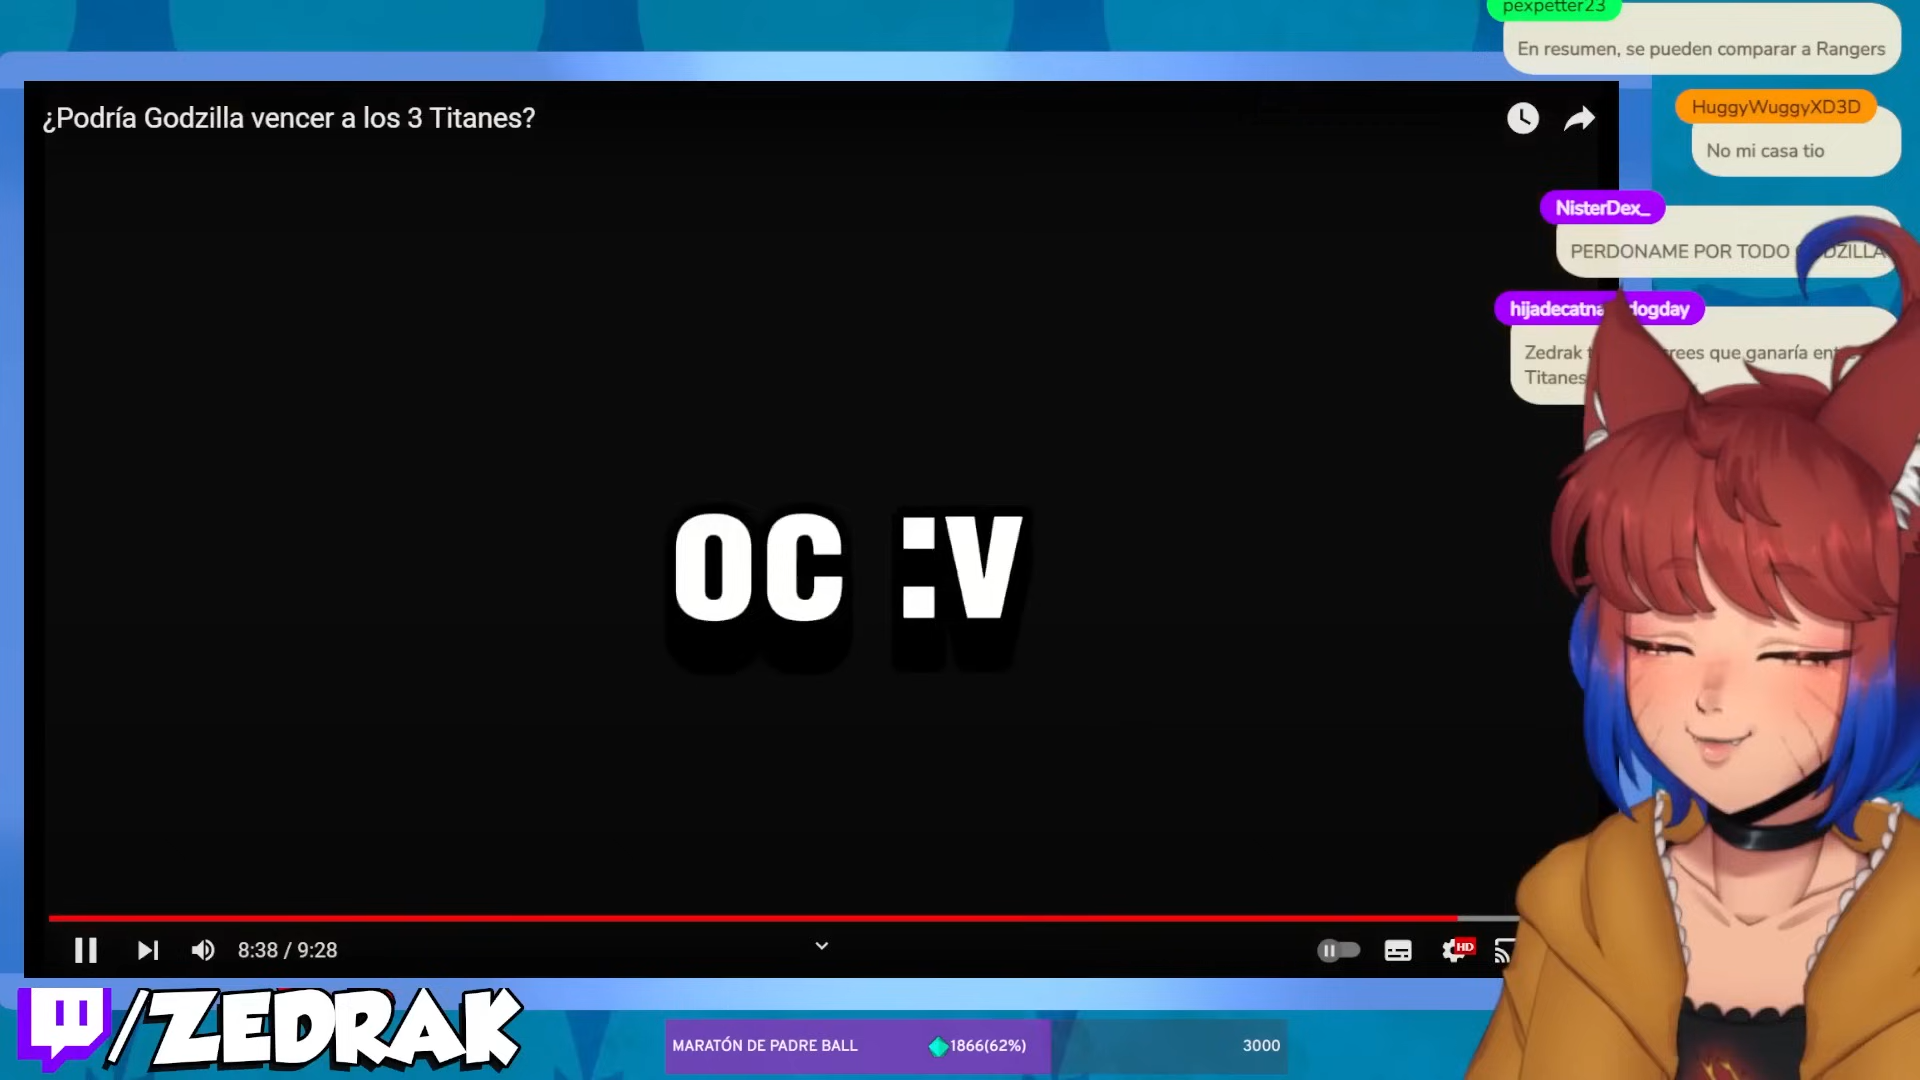 pexpetter23
En resumen, se pueden comparar a Rangers
¿Podría Godzilla vencer a los 3 Titanes?
HuggyWuggyXD3D
No mi casa tio
NisterDex_
PERDONAME POR TODO
hijadecatna dogday
Zedrak que ganaría
Titanes
OC :V
8:38 / 9:28
HD
/ZEDRAK
MARATÓN DE PADRE BALL 1866(62%) 3000